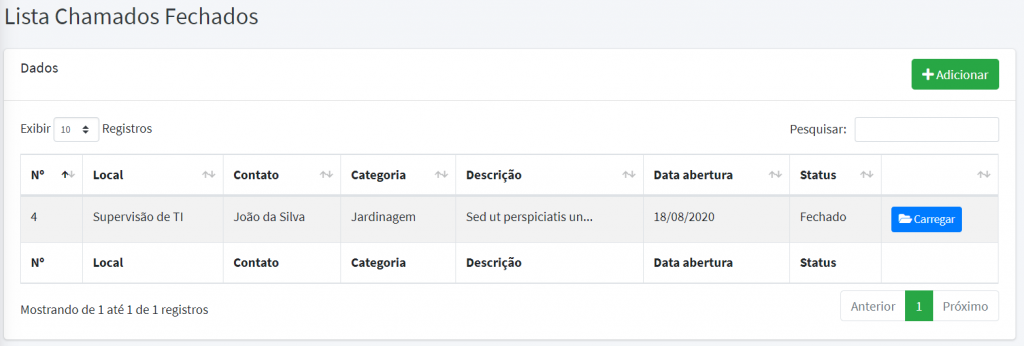 Lista Chamados Fechados
Dados
Adicionar
Exibir 10 Registros
Pesquisar:
Nº Local Contato Categoria Descrição Data abertura Status
4 Supervisão de TI João da Silva Jardinagem Sed ut perspiciatis un... 18/08/2020 Fechado Carregar
Nº Local Contato Categoria Descrição Data abertura Status
Mostrando de 1 até 1 de 1 registros
Anterior 1 Próximo